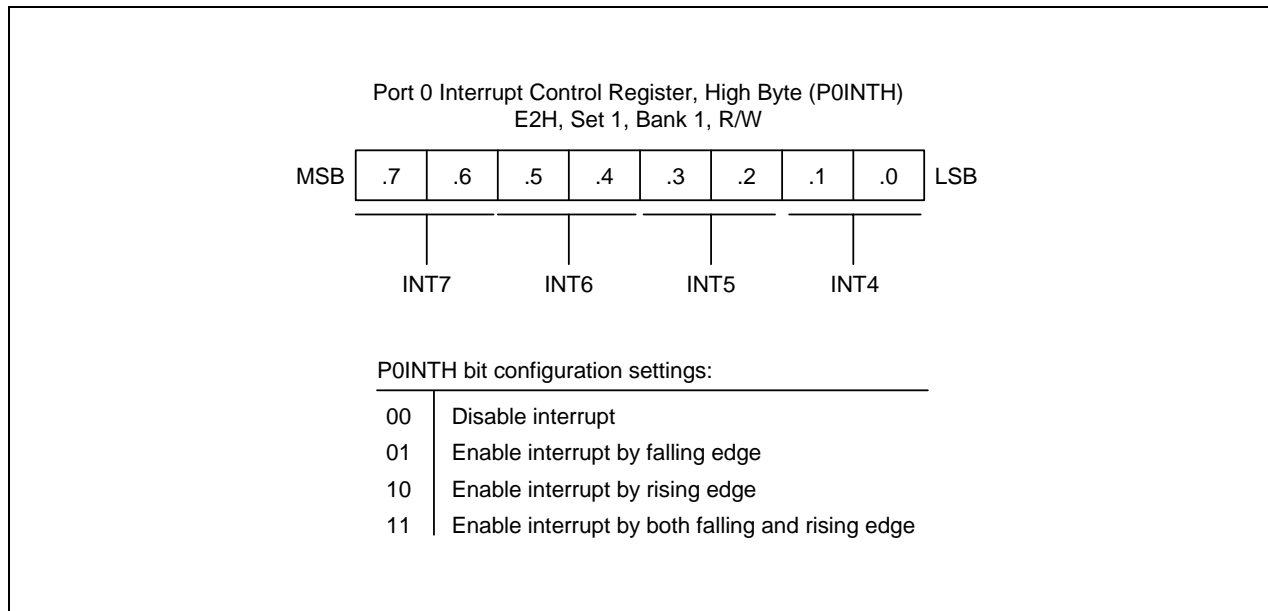 Port 0 Interrupt Control Register, High Byte (P0INTH)
E2H, Set 1, Bank 1, R/W
MSB .7 .6 .5 .4 .3 .2 .1 .0 LSB
INT7 INT6 INT5 INT4
P0INTH bit configuration settings:
00 Disable interrupt
01 Enable interrupt by falling edge
10 Enable interrupt by rising edge
11 Enable interrupt by both falling and rising edge